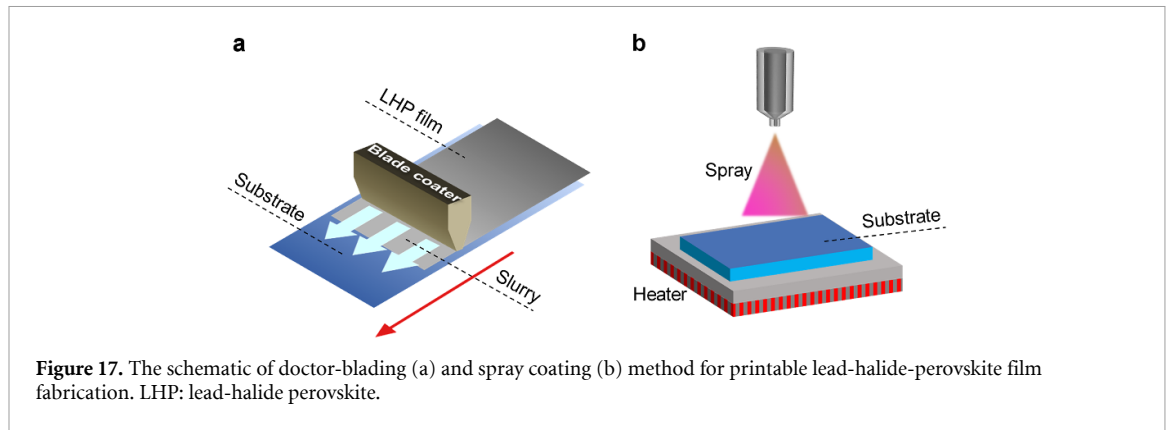 a
LHP film
Blade coater
Substrate
Slurry
b
Spray
Substrate
Heater
Figure 17. The schematic of doctor-blading (a) and spray coating (b) method for printable lead-halide-perovskite film
fabrication. LHP: lead-halide perovskite.